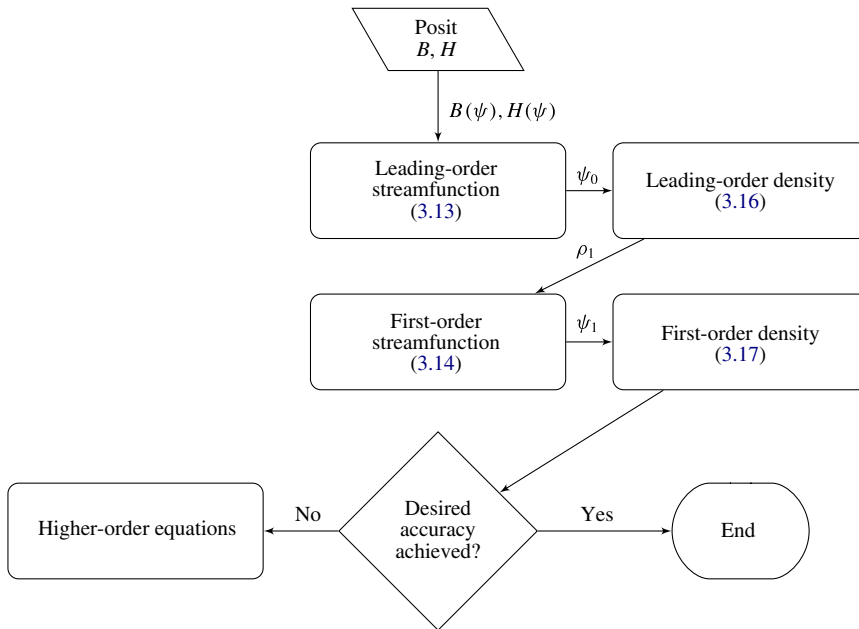 Posit
B, H
B(ψ), H(ψ)
Leading-order
streamfunction
(3.13)
ψ₀
Leading-order density
(3.16)
ρ₁
First-order
streamfunction
(3.14)
ψ₁
First-order density
(3.17)
Higher-order equations
No
Desired
accuracy
achieved?
Yes
End